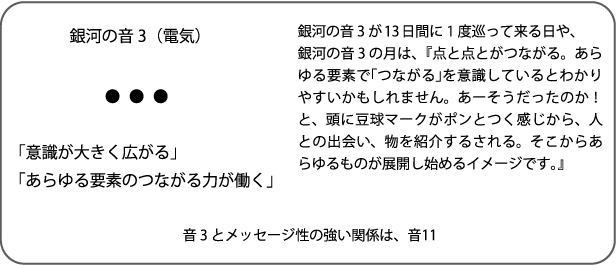 銀河の音３（電気）
● ● ●
「意識が大きく広がる」
「あらゆる要素のつながる力が働く」
銀河の音３が13日間に１度巡って来る日や、
銀河の音３の月は、『点と点とがつながる。あら
ゆる要素で「つながる」を意識しているとわかり
やすいかもしれません。あーそうだったのか！
と、頭に豆球マークがポンとつく感じから、人
との出会い、物を紹介するされる。そこからあ
らゆるものが展開し始めるイメージです。』
音３とメッセージ性の強い関係は、音11